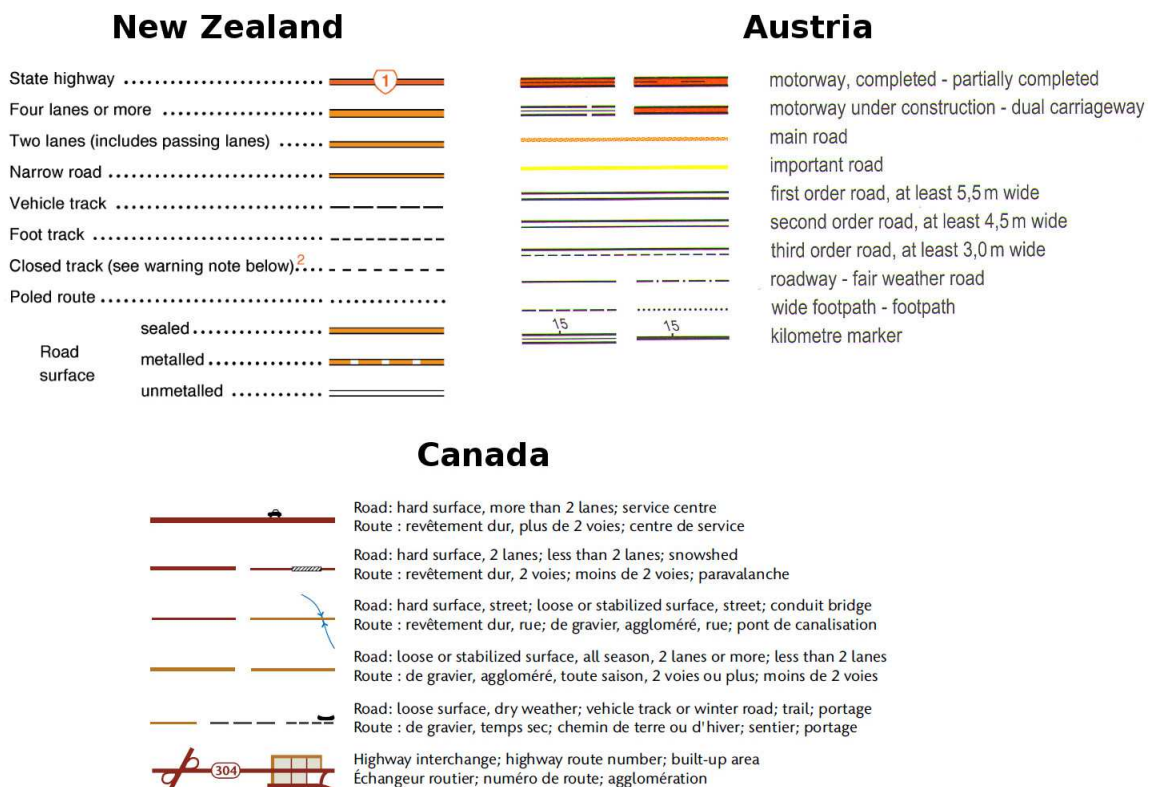 New Zealand
State highway
1
Four lanes or more
Two lanes (includes passing lanes)
Narrow road
Vehicle track
Foot track
Closed track (see warning note below) 2
Poled route
Road surface
sealed
metalled
unmetalled
Austria
motorway, completed - partially completed
motorway under construction - dual carriageway
main road
important road
first order road, at least 5,5 m wide
second order road, at least 4,5 m wide
third order road, at least 3,0 m wide
roadway - fair weather road
wide footpath - footpath
15 15
kilometre marker
Canada
Road: hard surface, more than 2 lanes; service centre
Route : revêtement dur, plus de 2 voies; centre de service
Road: hard surface, 2 lanes; less than 2 lanes; snowshed
Route : revêtement dur, 2 voies; moins de 2 voies; paravalanche
Road: hard surface, street; loose or stabilized surface, street; conduit bridge
Route : revêtement dur, rue; de gravier, aggloméré, rue; pont de canalisation
Road: loose or stabilized surface, all season, 2 lanes or more; less than 2 lanes
Route : de gravier, aggloméré, toute saison, 2 voies ou plus; moins de 2 voies
Road: loose surface, dry weather; vehicle track or winter road; trail; portage
Route : de gravier, temps sec; chemin de terre ou d'hiver; sentier; portage
304
Highway interchange; highway route number; built-up area
Échangeur routier; numéro de route; agglomération